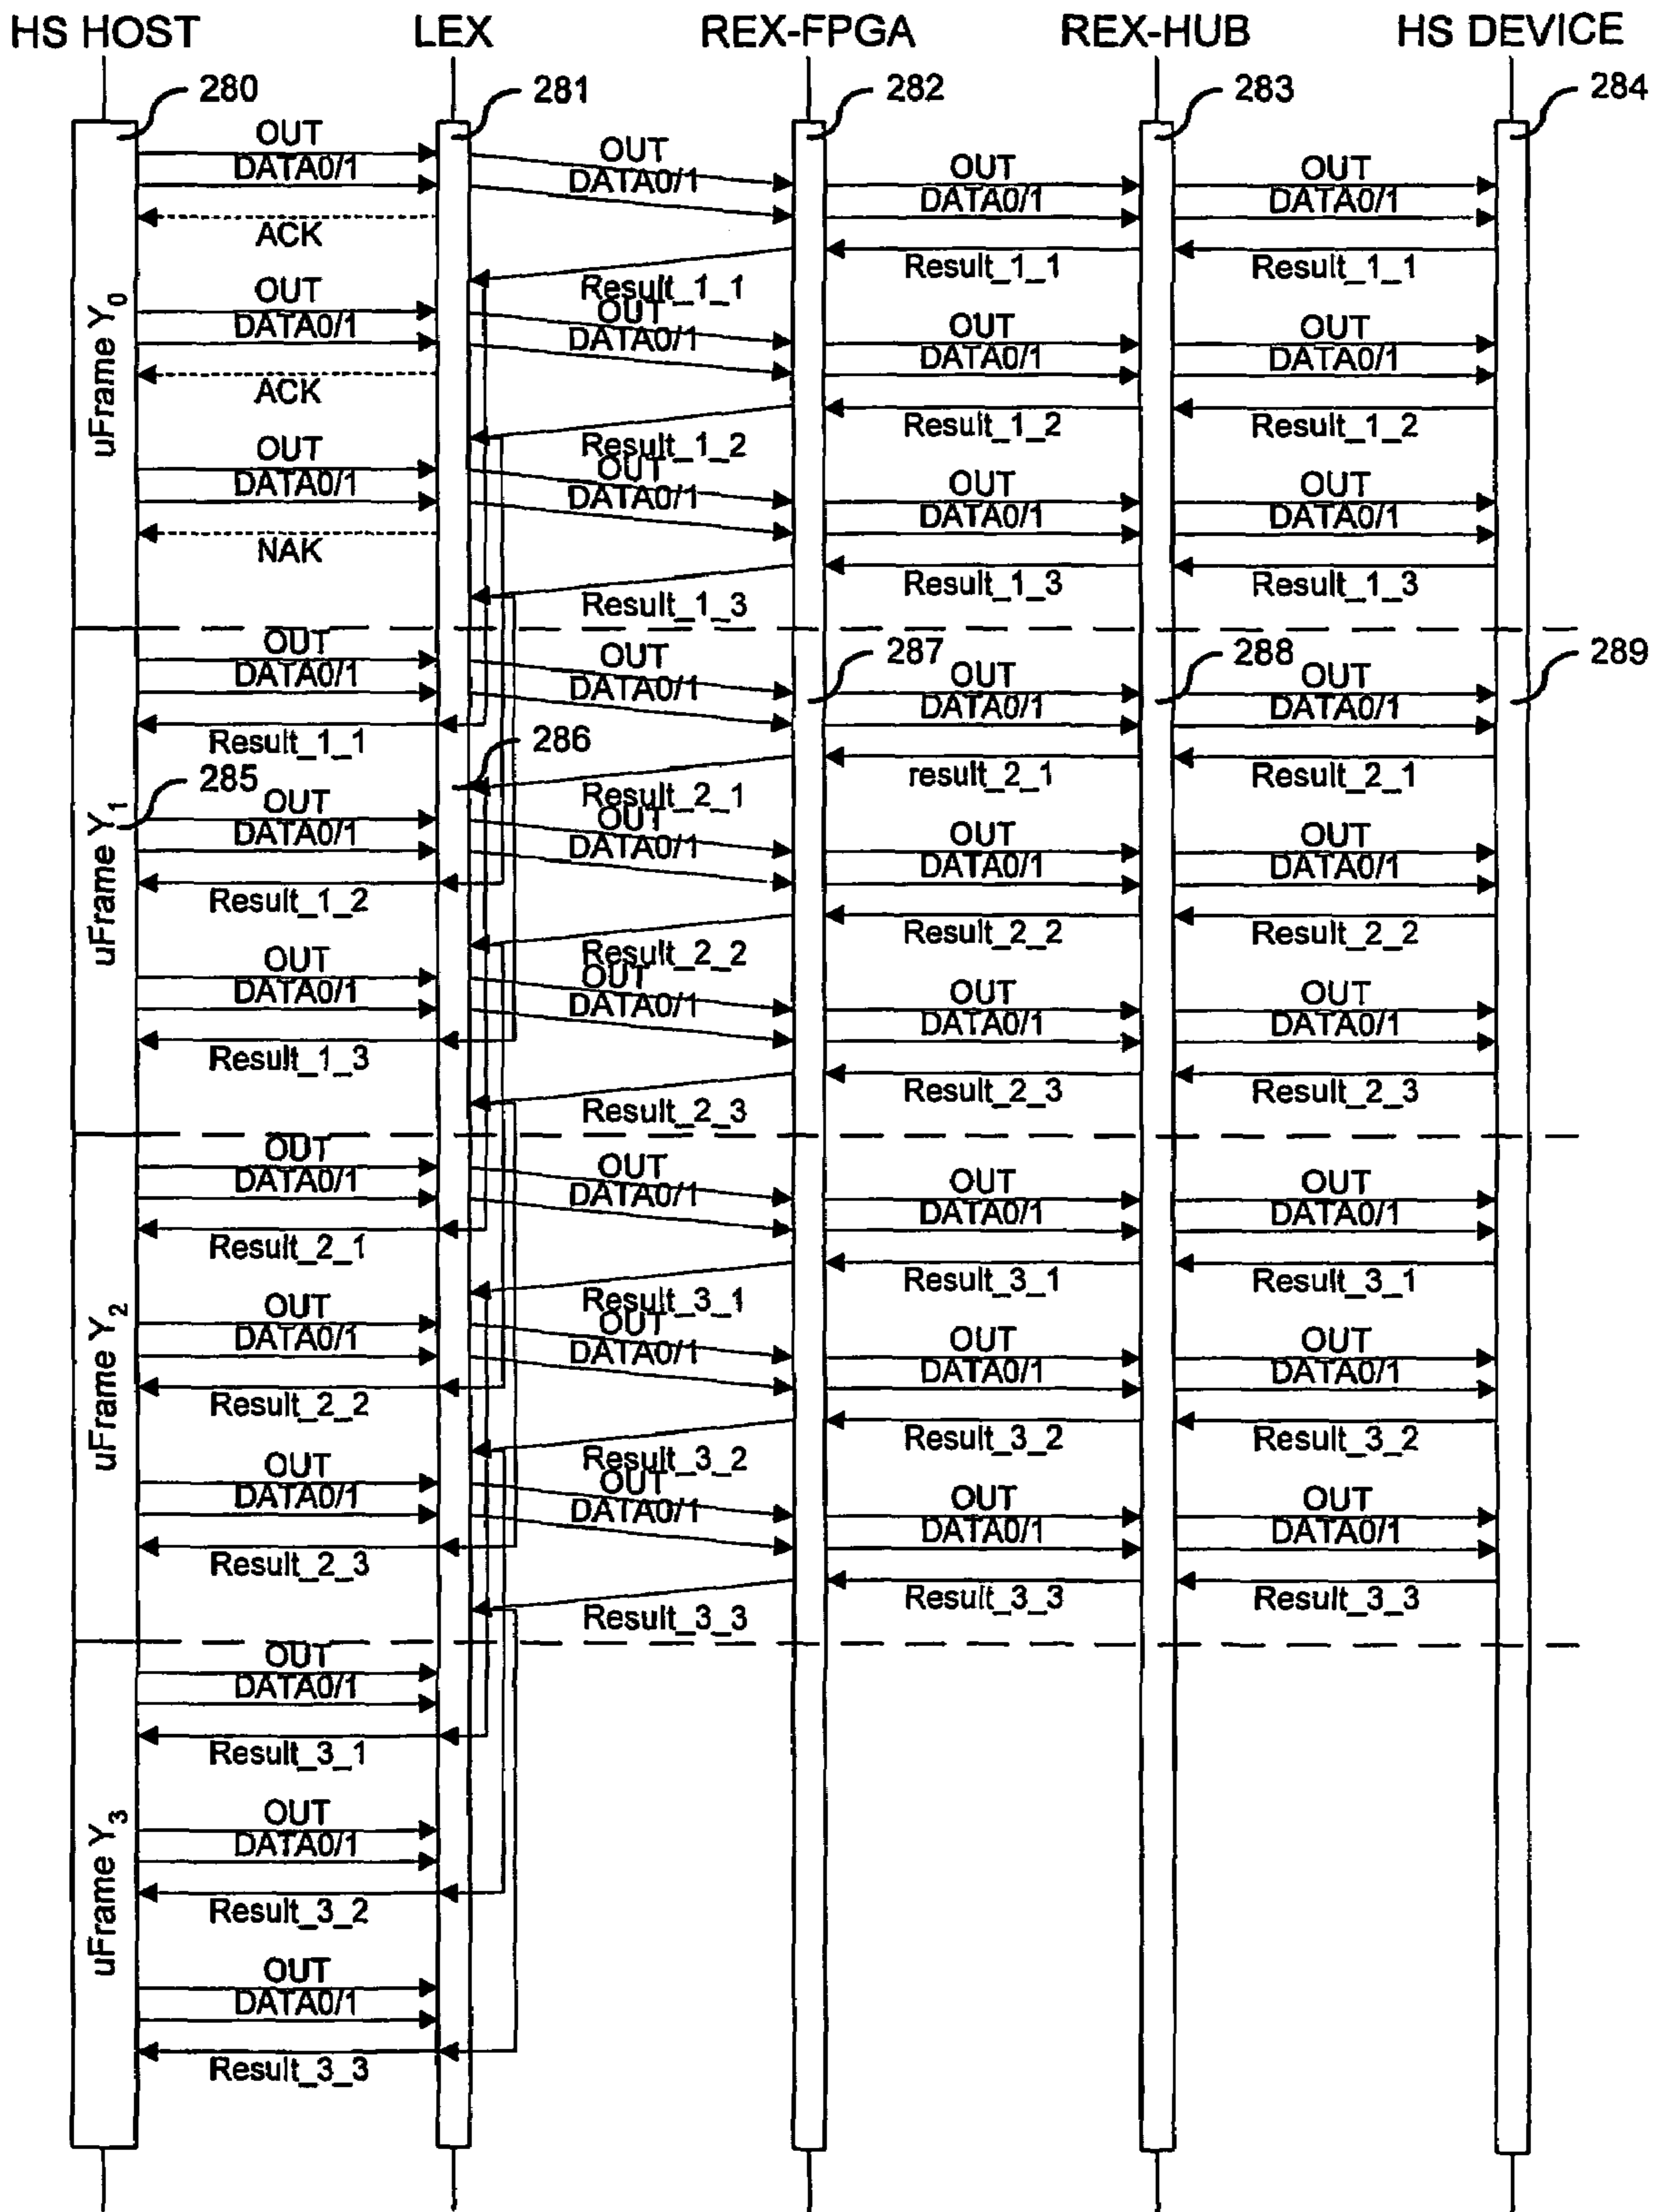 HS HOST LEX REX-FPGA REX-HUB HS DEVICE
280 281 282 283 284
uFrame Y0
OUT OUT OUT OUT
DATA0/1 DATA0/1 DATA0/1 DATA0/1
ACK Result_1_1 Result_1_1 Result_1_1
OUT OUT OUT OUT
DATA0/1 DATA0/1 DATA0/1 DATA0/1
ACK Result_1_2 Result_1_2 Result_1_2
OUT OUT OUT OUT
DATA0/1 DATA0/1 DATA0/1 DATA0/1
NAK Result_1_3 Result_1_3 Result_1_3
uFrame Y1
OUT OUT 287 OUT 288 OUT 289
DATA0/1 DATA0/1 DATA0/1 DATA0/1
Result_1_1 286 Result_2_1 result_2_1 Result_2_1
285
OUT OUT OUT OUT
DATA0/1 DATA0/1 DATA0/1 DATA0/1
Result_1_2 Result_2_2 Result_2_2 Result_2_2
OUT OUT OUT OUT
DATA0/1 DATA0/1 DATA0/1 DATA0/1
Result_1_3 Result_2_3 Result_2_3 Result_2_3
uFrame Y2
OUT OUT OUT OUT
DATA0/1 DATA0/1 DATA0/1 DATA0/1
Result_2_1 Result_3_1 Result_3_1 Result_3_1
OUT OUT OUT OUT
DATA0/1 DATA0/1 DATA0/1 DATA0/1
Result_2_2 Result_3_2 Result_3_2 Result_3_2
OUT OUT OUT OUT
DATA0/1 DATA0/1 DATA0/1 DATA0/1
Result_2_3 Result_3_3 Result_3_3 Result_3_3
uFrame Y3
OUT
DATA0/1
Result_3_1
OUT
DATA0/1
Result_3_2
OUT
DATA0/1
Result_3_3